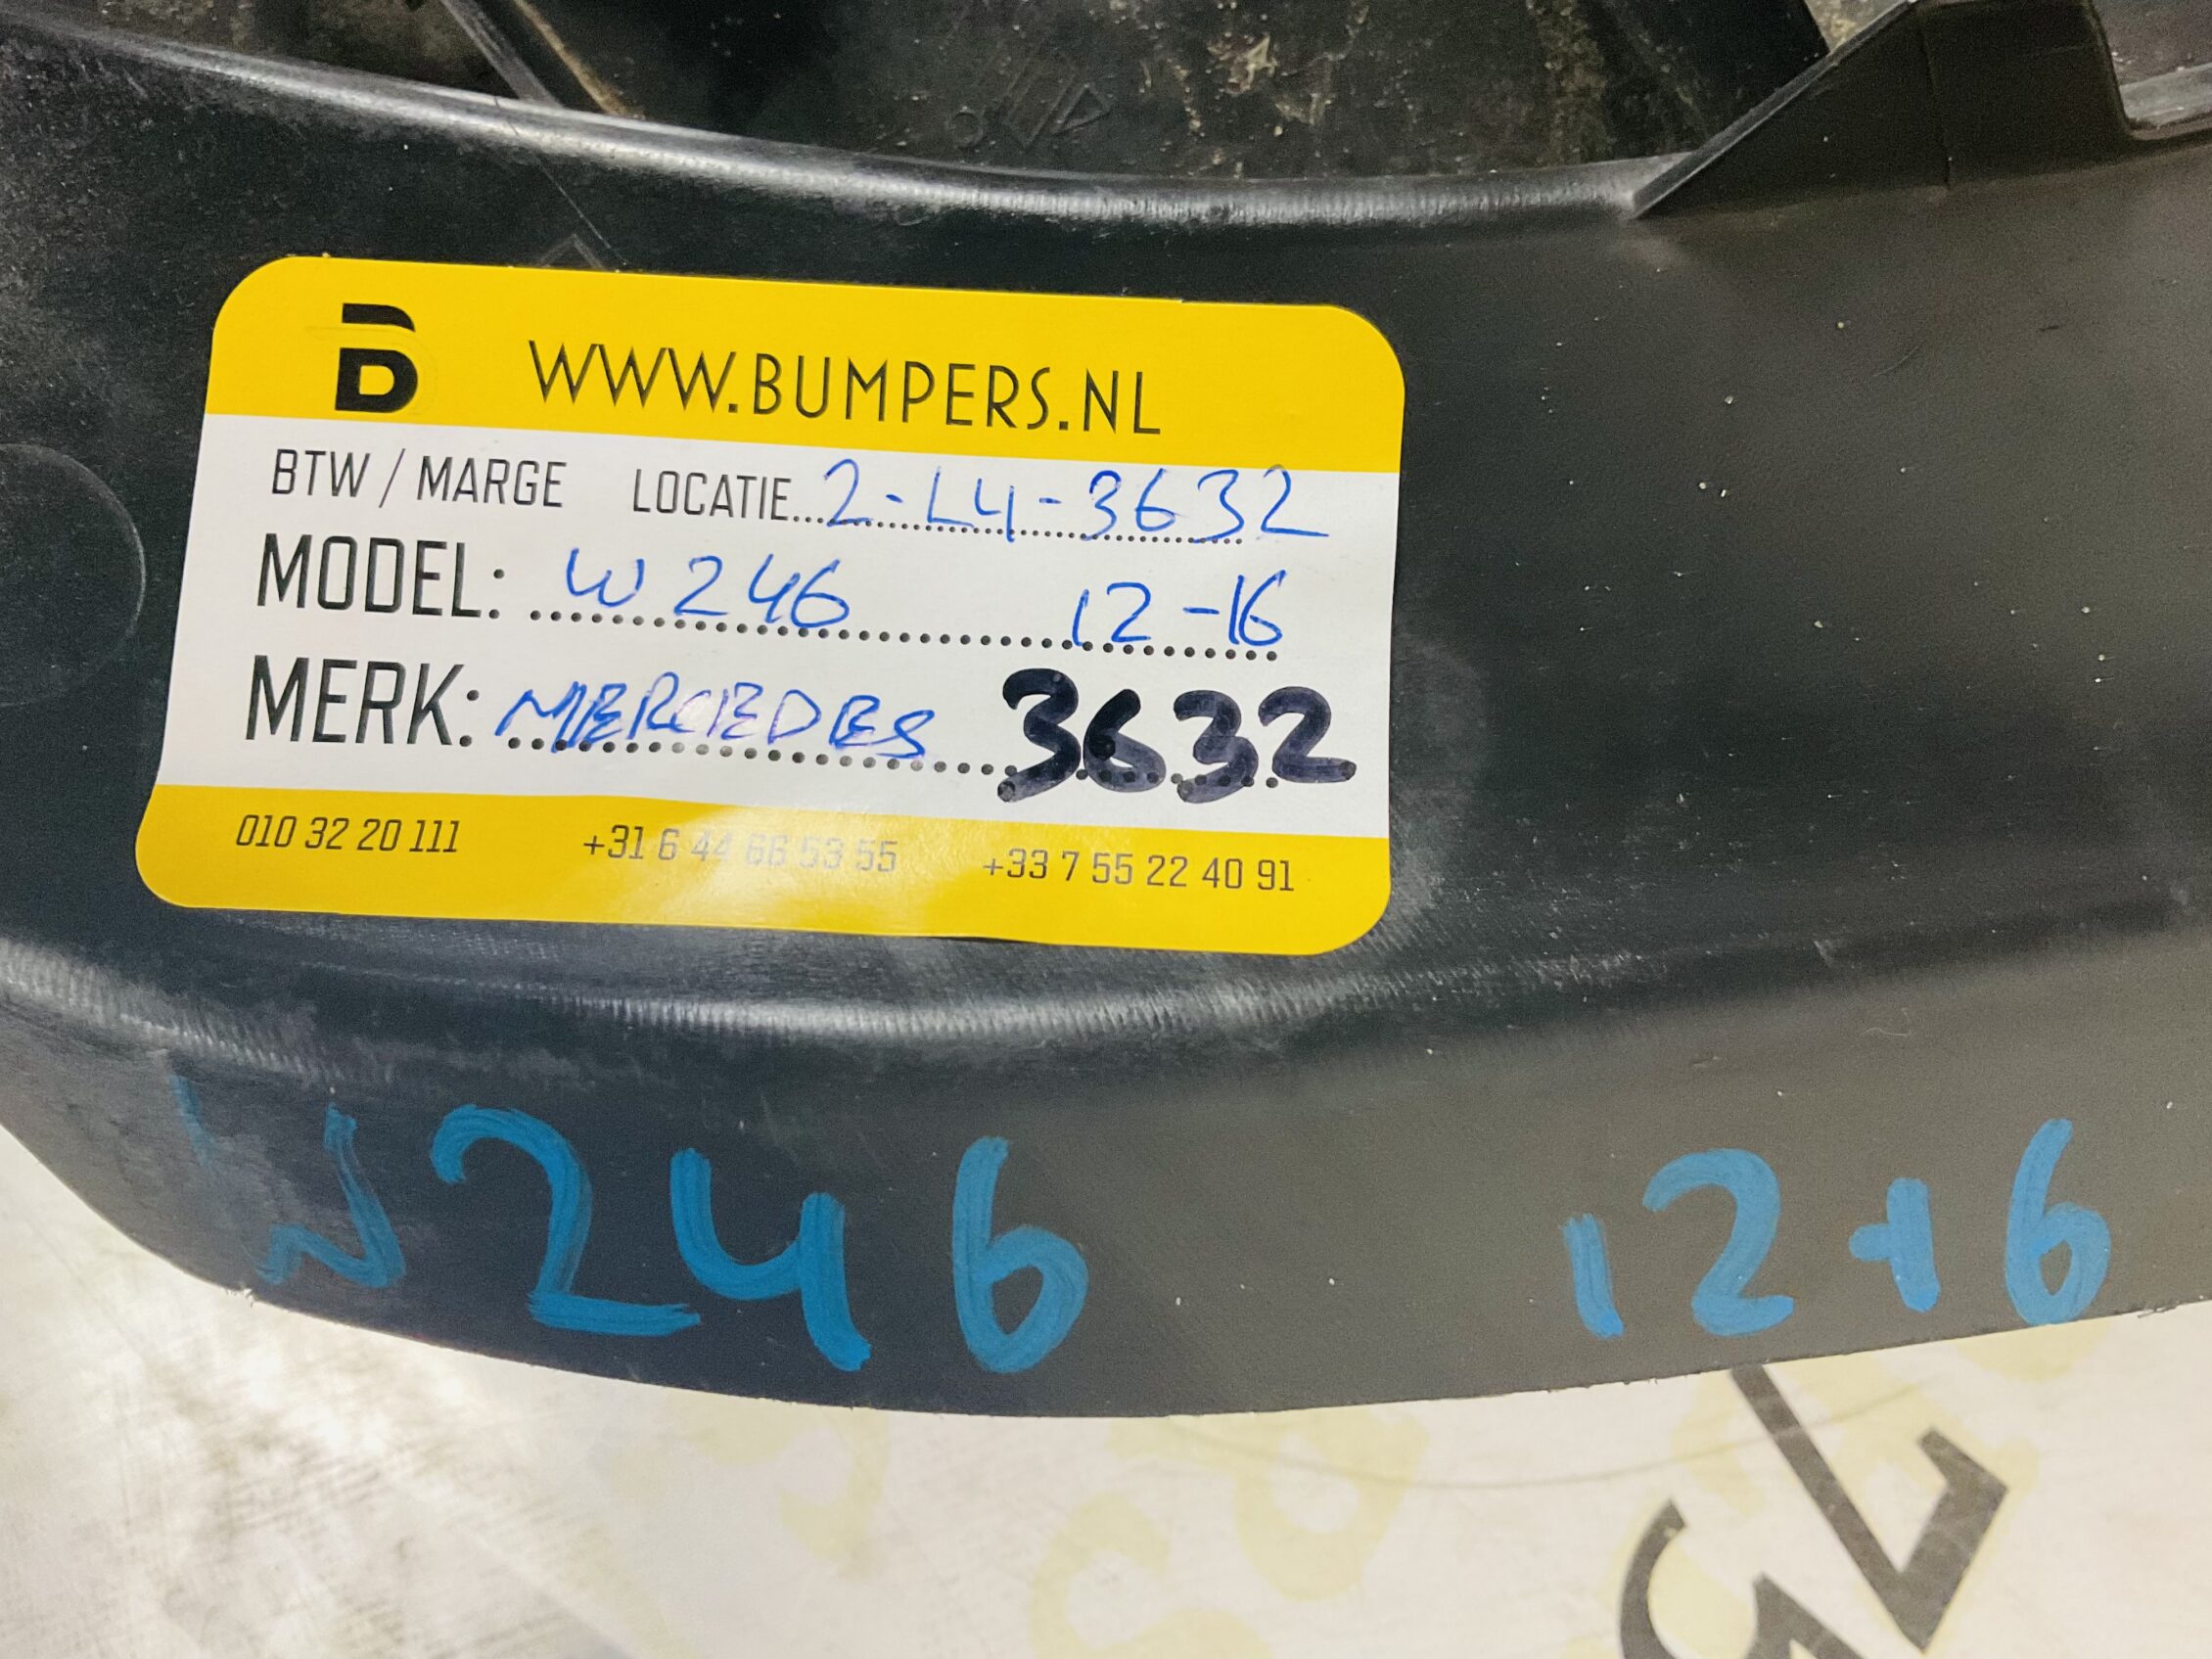 B WWW.BUMPERS.NL
BTW / MARGE LOCATIE 2-L4-3632
MODEL: W246 12-16
MERK: MERCEDES 3632
010 32 20 111 +31 6 44 66 53 55 +33 7 55 22 40 91
W246 12-16